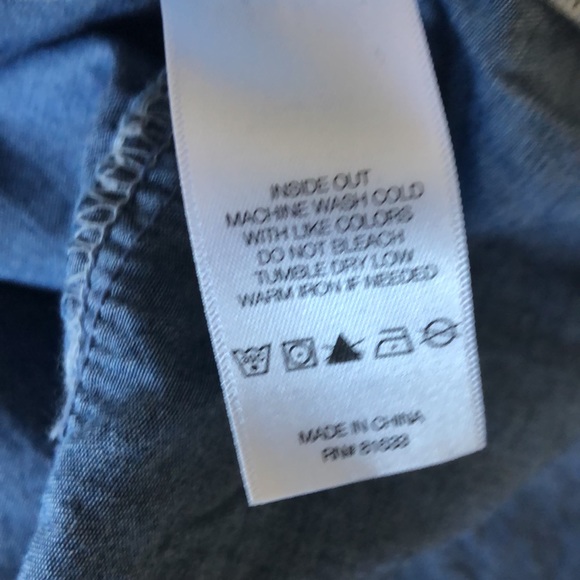 INSIDE OUT
MACHINE WASH COLD
WITH LIKE COLORS
DO NOT BLEACH
TUMBLE DRY LOW
WARM IRON IF NEEDED
MADE IN CHINA
RN#